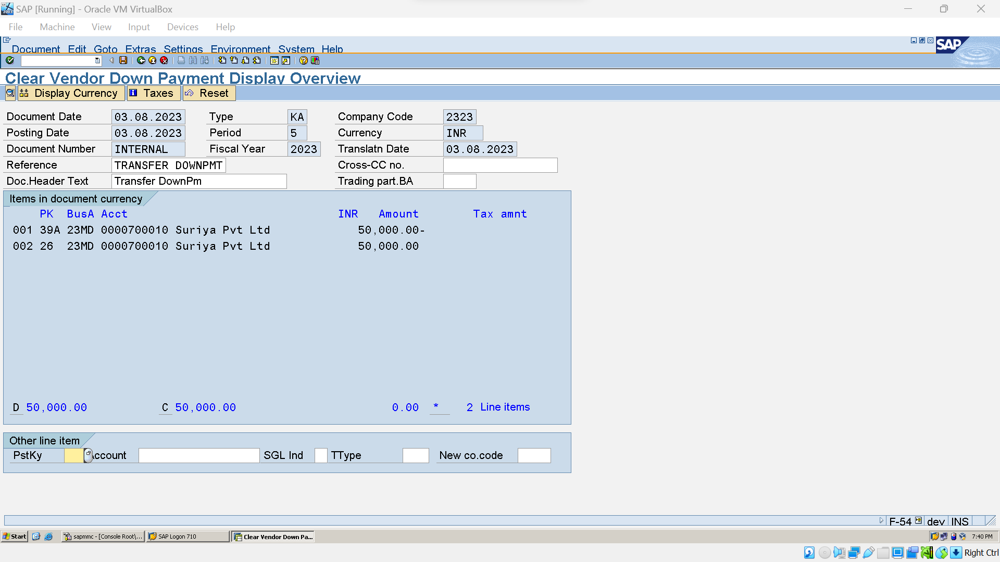 SAP [Running] - Oracle VM VirtualBox
File Machine View Input Devices Help
Document Edit Goto Extras Settings Environment System Help
SAP
Clear Vendor Down Payment Display Overview
Display Currency Taxes Reset
Document Date 03.08.2023 Type KA Company Code 2323
Posting Date 03.08.2023 Period 5 Currency INR
Document Number INTERNAL Fiscal Year 2023 Translatn Date 03.08.2023
Reference TRANSFER DOWNPMT Cross-CC no.
Doc.Header Text Transfer DownPm Trading part.BA
Items in document currency
PK BusA Acct INR Amount Tax amnt
001 39A 23MD 0000700010 Suriya Pvt Ltd 50,000.00-
002 26 23MD 0000700010 Suriya Pvt Ltd 50,000.00
D 50,000.00 C 50,000.00 0.00 * 2 Line items
Other line item
PstKy Account SGL Ind TType New co.code
F-54 dev INS
Start sapmmc - [Console Root\... SAP Logon 710 Clear Vendor Down Pa... 7:40 PM
Right Ctrl